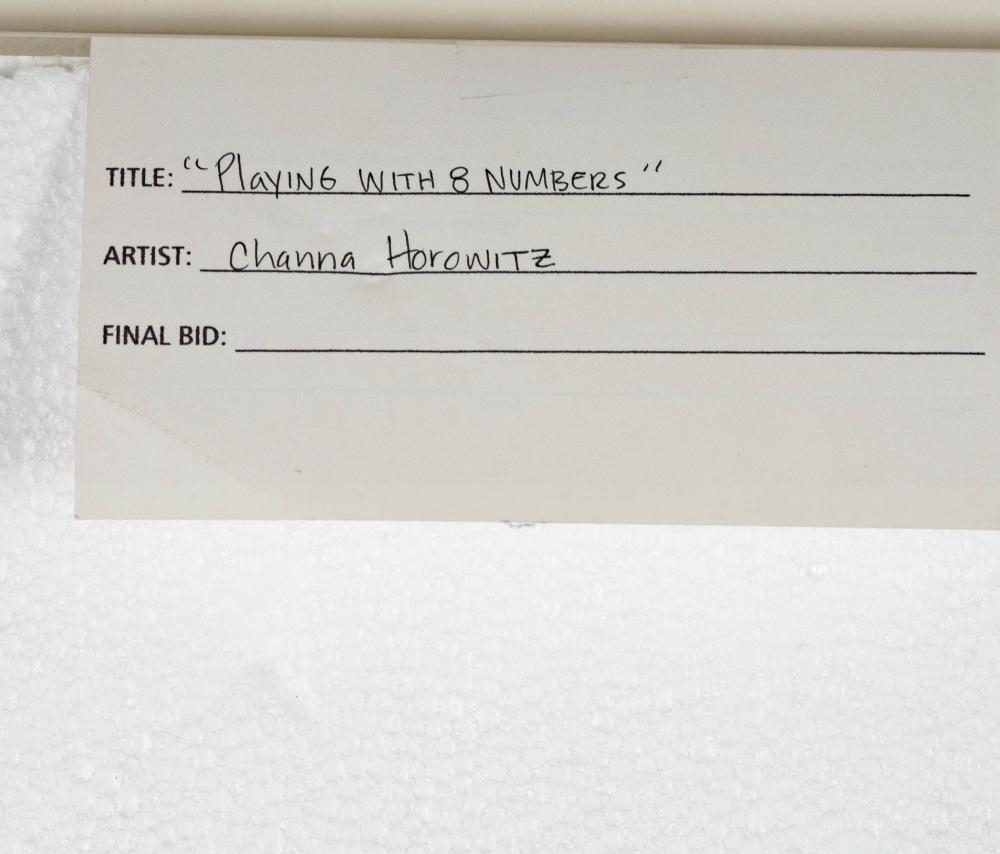 TITLE: "Playing with 8 Numbers"
ARTIST: Channa Horowitz
FINAL BID: